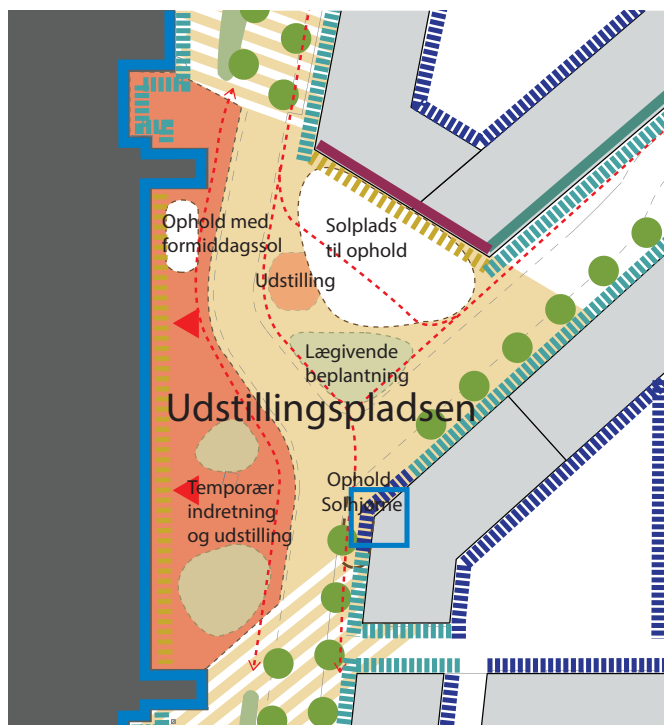 Ophold med
formiddagssol
Solplads
til ophold
Udstilling
Lægivende
beplantning
Udstillingspladsen
Ophold
Solhjørne
Temporær
indretning
og udstilling